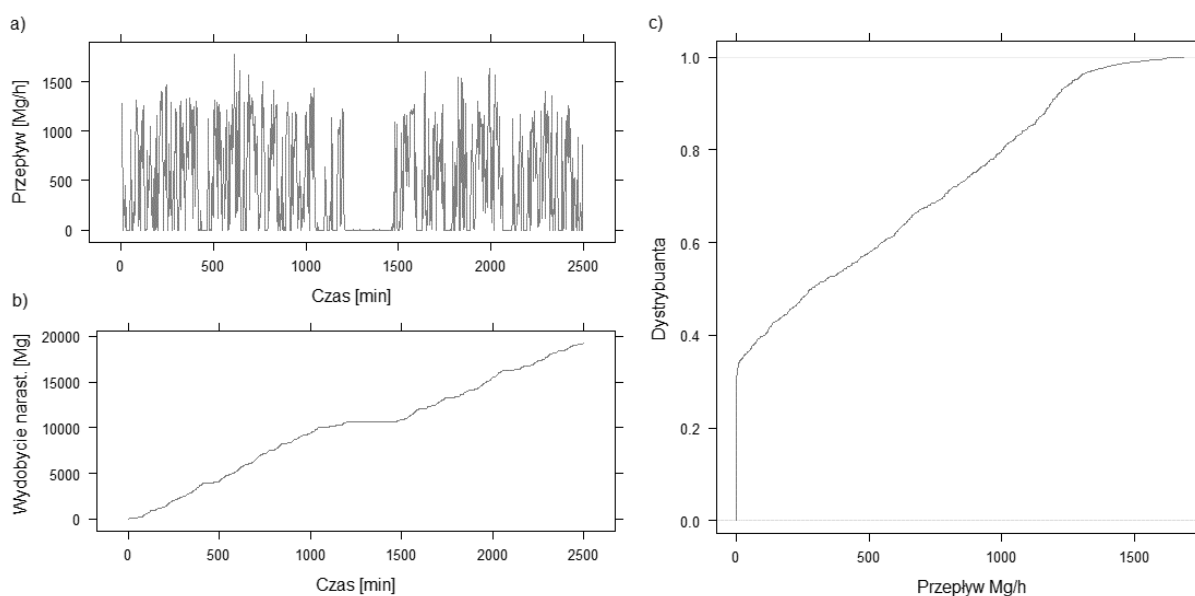 a)
Przepływ [Mg/h]
1500
1000
500
0
0 500 1000 1500 2000 2500
Czas [min]
b)
Wydobycie narast. [Mg]
20000
15000
10000
5000
0
0 500 1000 1500 2000 2500
Czas [min]
c)
Dystrybuanta
1.0
0.8
0.6
0.4
0.2
0.0
0 500 1000 1500
Przepływ Mg/h